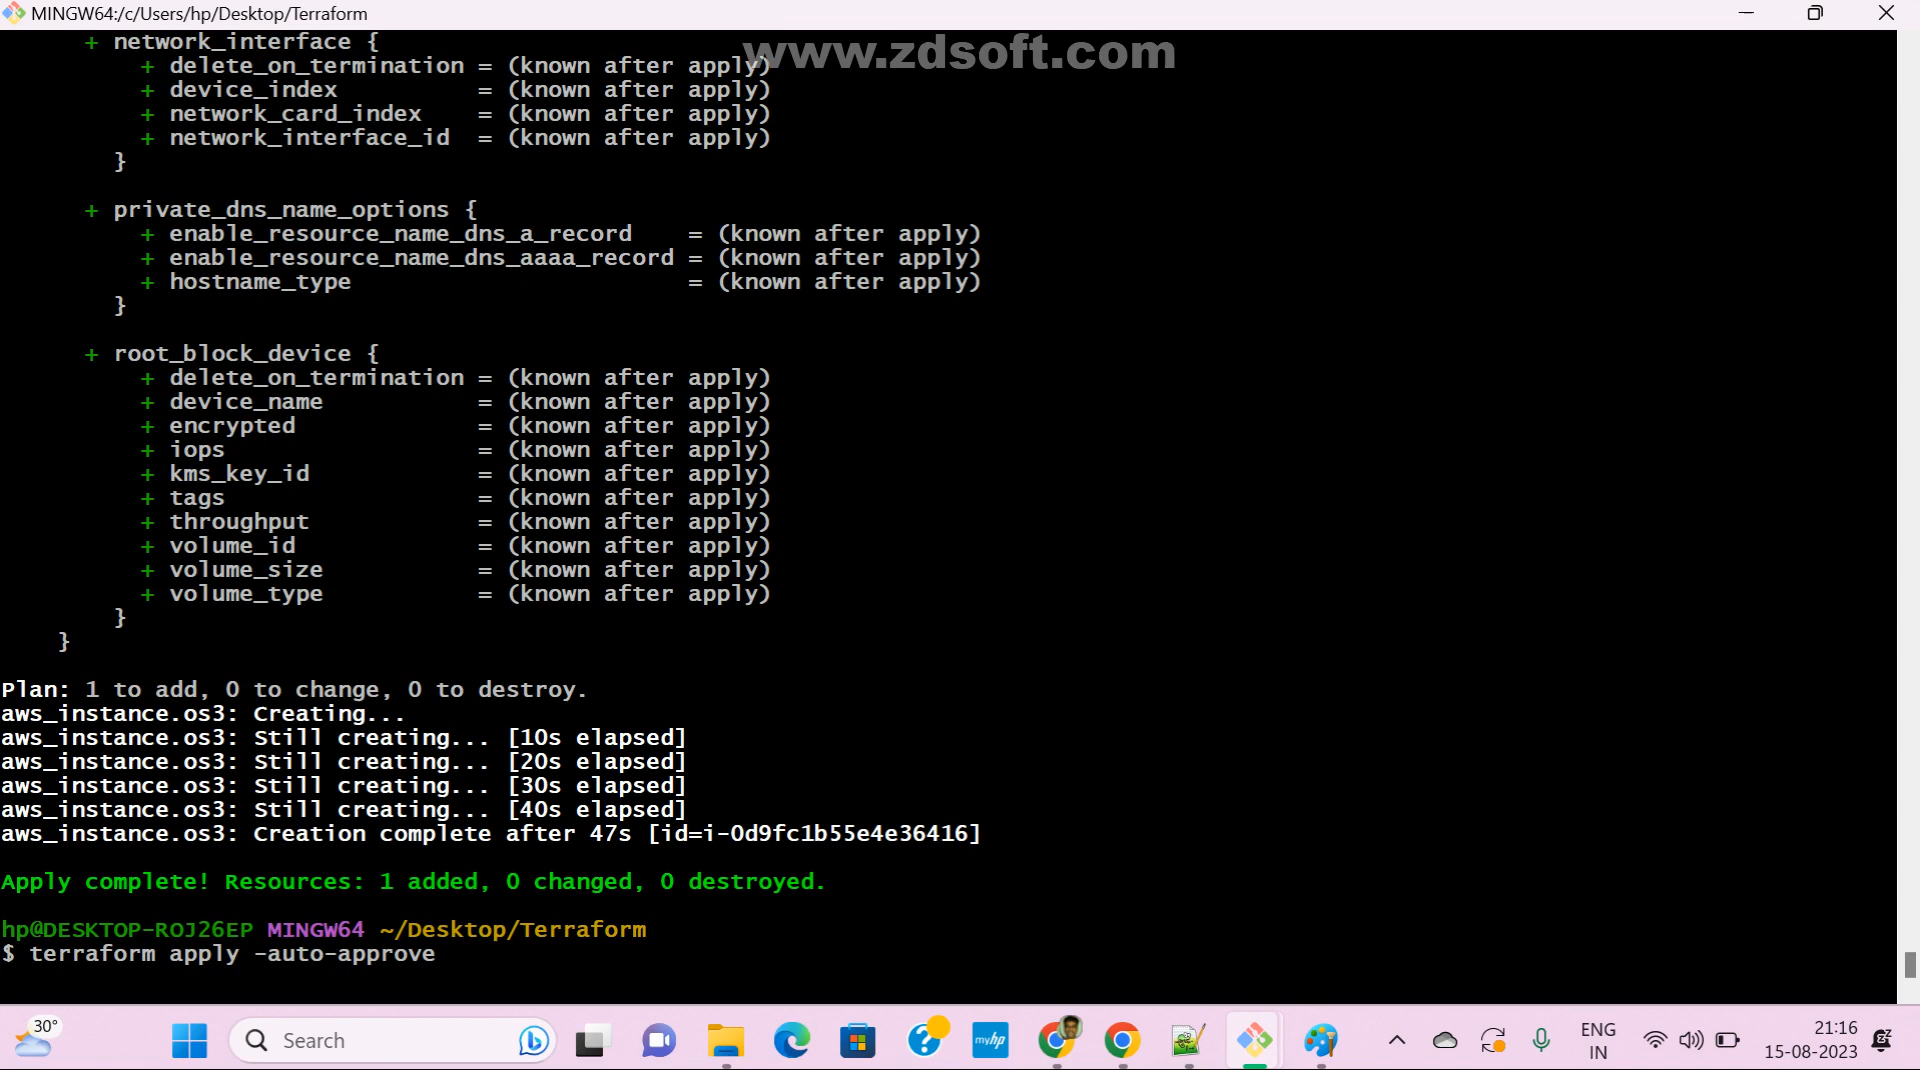 MINGW64:/c/Users/hp/Desktop/Terraform
www.zdsoft.com
+ network_interface {
+ delete_on_termination = (known after apply)
+ device_index = (known after apply)
+ network_card_index = (known after apply)
+ network_interface_id = (known after apply)
}
+ private_dns_name_options {
+ enable_resource_name_dns_a_record = (known after apply)
+ enable_resource_name_dns_aaaa_record = (known after apply)
+ hostname_type = (known after apply)
}
+ root_block_device {
+ delete_on_termination = (known after apply)
+ device_name = (known after apply)
+ encrypted = (known after apply)
+ iops = (known after apply)
+ kms_key_id = (known after apply)
+ tags = (known after apply)
+ throughput = (known after apply)
+ volume_id = (known after apply)
+ volume_size = (known after apply)
+ volume_type = (known after apply)
}
}
Plan: 1 to add, 0 to change, 0 to destroy.
aws_instance.os3: Creating...
aws_instance.os3: Still creating... [10s elapsed]
aws_instance.os3: Still creating... [20s elapsed]
aws_instance.os3: Still creating... [30s elapsed]
aws_instance.os3: Still creating... [40s elapsed]
aws_instance.os3: Creation complete after 47s [id=i-0d9fc1b55e4e36416]
Apply complete! Resources: 1 added, 0 changed, 0 destroyed.
hp@DESKTOP-ROJ26EP MINGW64 ~/Desktop/Terraform
$ terraform apply -auto-approve
30°
Search
myhp
ENG
IN
21:16
15-08-2023